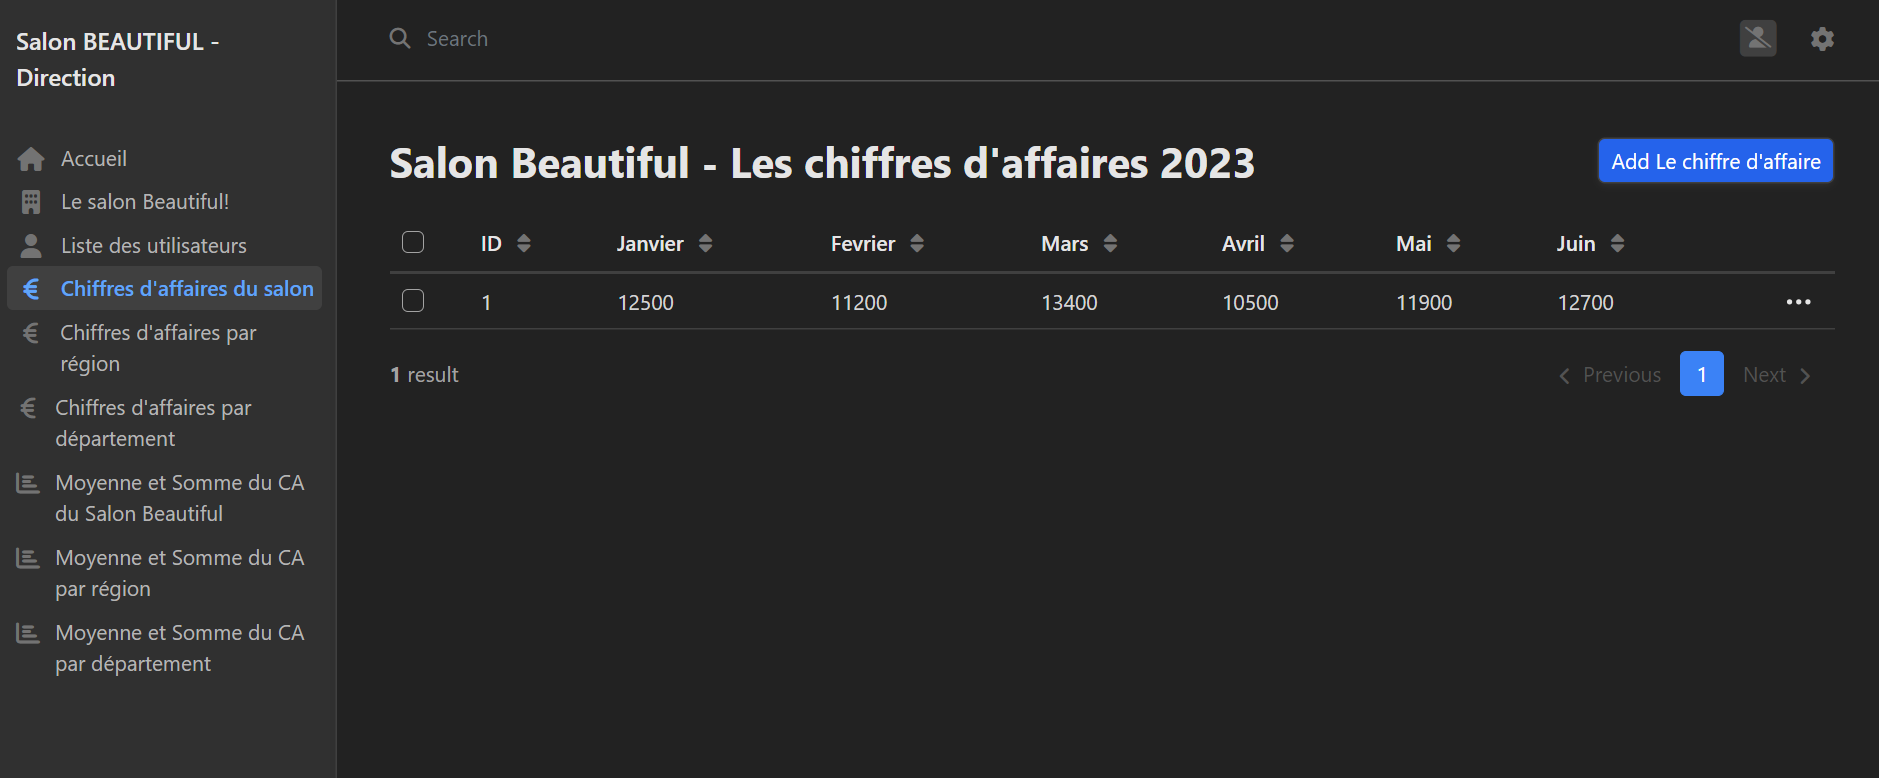 Salon BEAUTIFUL -
Direction
Accueil
Le salon Beautiful!
Liste des utilisateurs
Chiffres d'affaires du salon
Chiffres d'affaires par
région
Chiffres d'affaires par
département
Moyenne et Somme du CA
du Salon Beautiful
Moyenne et Somme du CA
par région
Moyenne et Somme du CA
par département
Search
Salon Beautiful - Les chiffres d'affaires 2023
Add Le chiffre d'affaire
ID Janvier Fevrier Mars Avril Mai Juin
1 12500 11200 13400 10500 11900 12700
1 result
Previous 1 Next